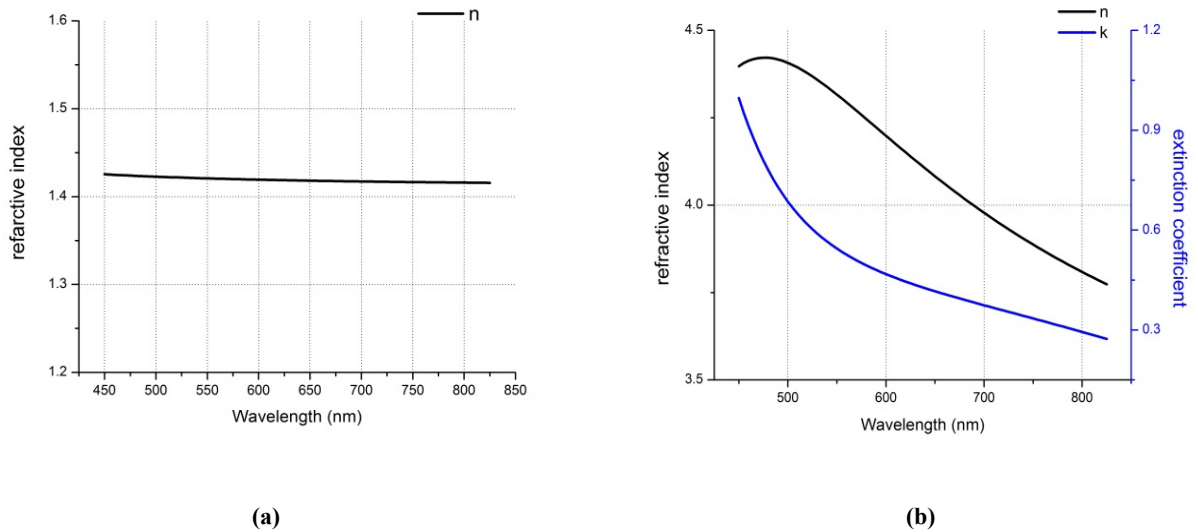 n
1.6
1.5
1.4
1.3
1.2
refarctive index
450 500 550 600 650 700 750 800 850
Wavelength (nm)
(a)
n
k
4.5
4.0
3.5
refractive index
1.2
0.9
0.6
0.3
extinction coefficient
500 600 700 800
Wavelength (nm)
(b)